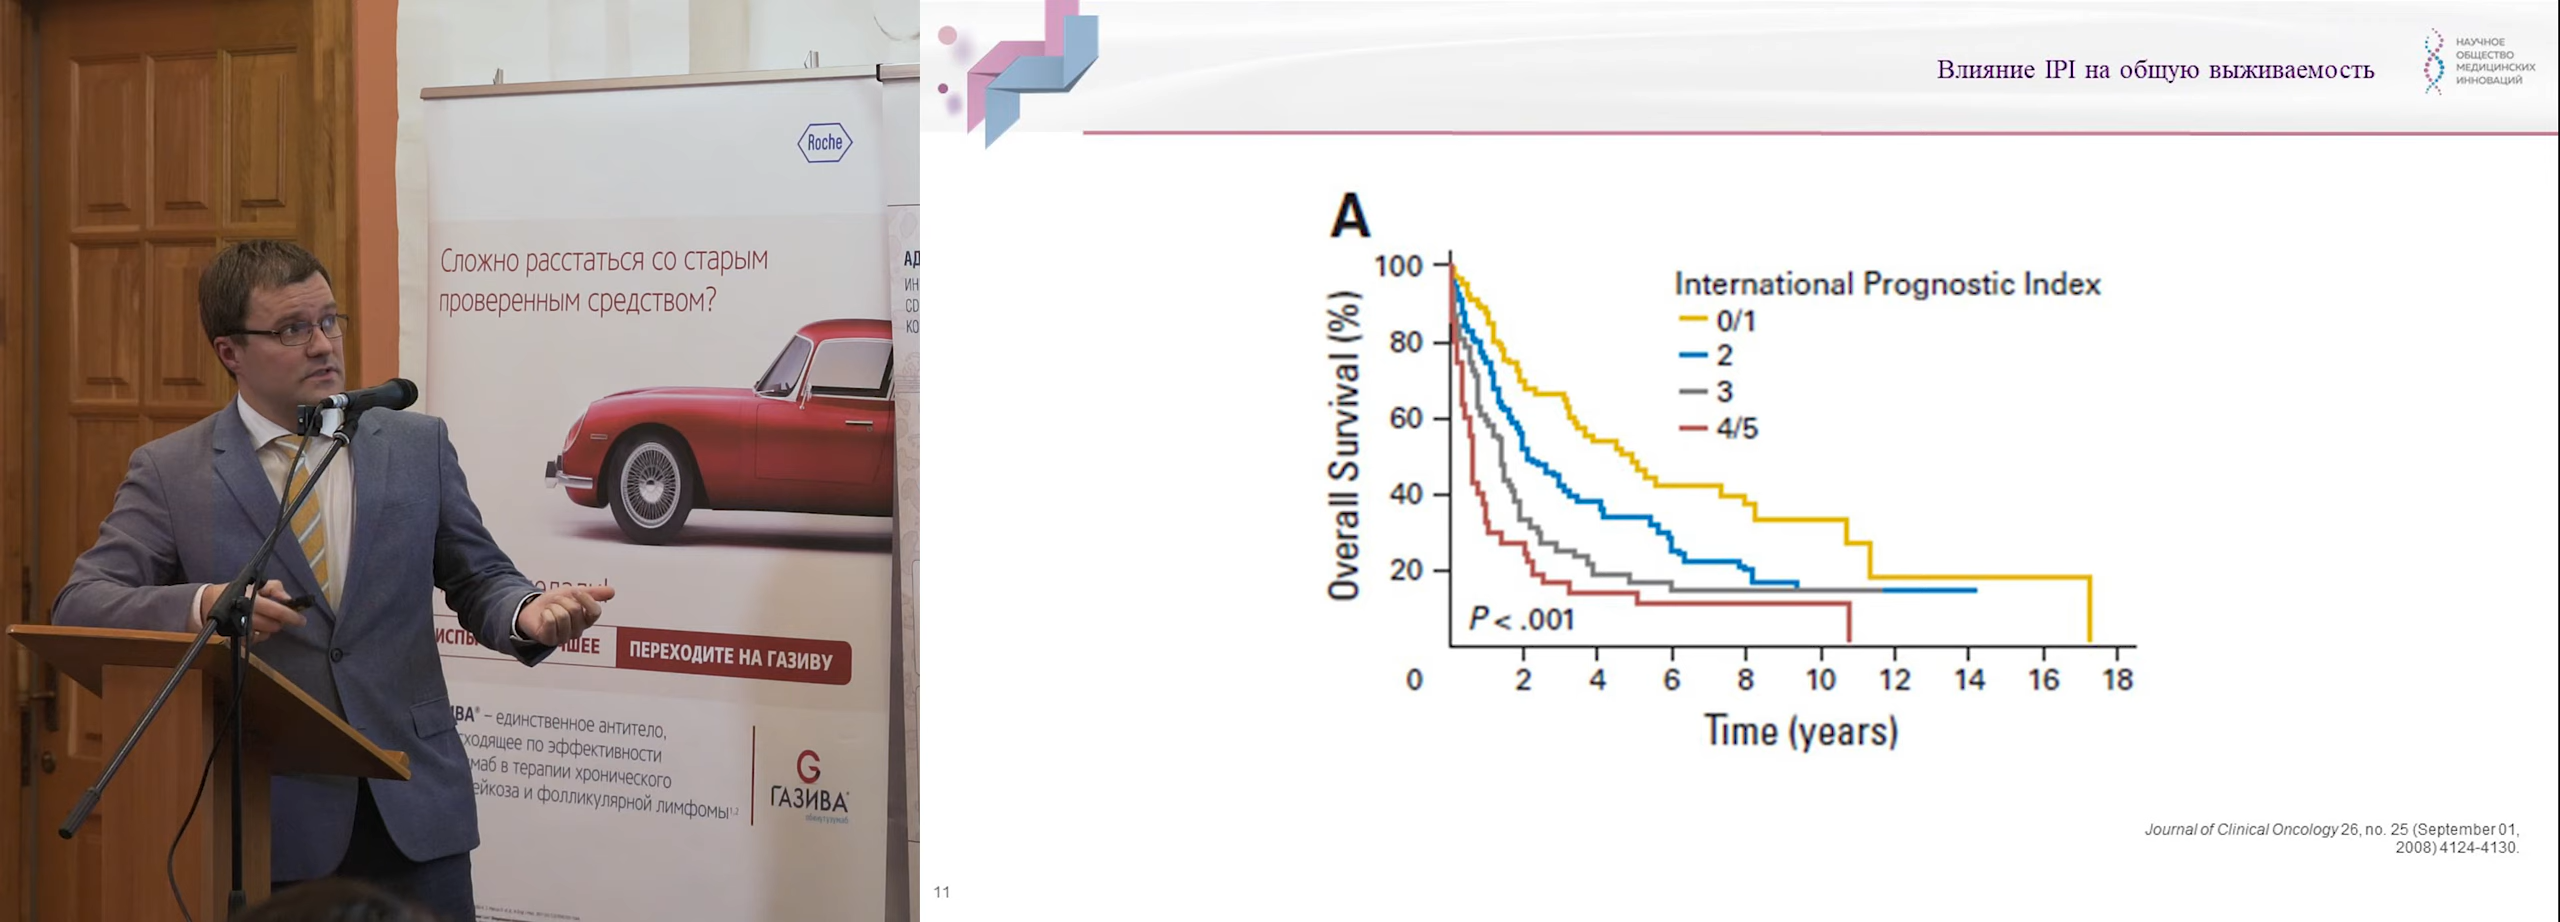 Roche
Сложно расстаться со старым
проверенным средством?
ПЕРЕХОДИТЕ НА ГАЗИВУ
– единственное антитело,
по эффективности
в терапии хронического
и фолликулярной лимфомы1,2
ГАЗИВА
обинутузумаб
Влияние IPI на общую выживаемость
НАУЧНОЕ
ОБЩЕСТВО
МЕДИЦИНСКИХ
ИННОВАЦИЙ
A
International Prognostic Index
0/1
2
3
4/5
Overall Survival (%)
100
80
60
40
20
P < .001
0 2 4 6 8 10 12 14 16 18
Time (years)
Journal of Clinical Oncology 26, no. 25 (September 01,
2008) 4124-4130.
11